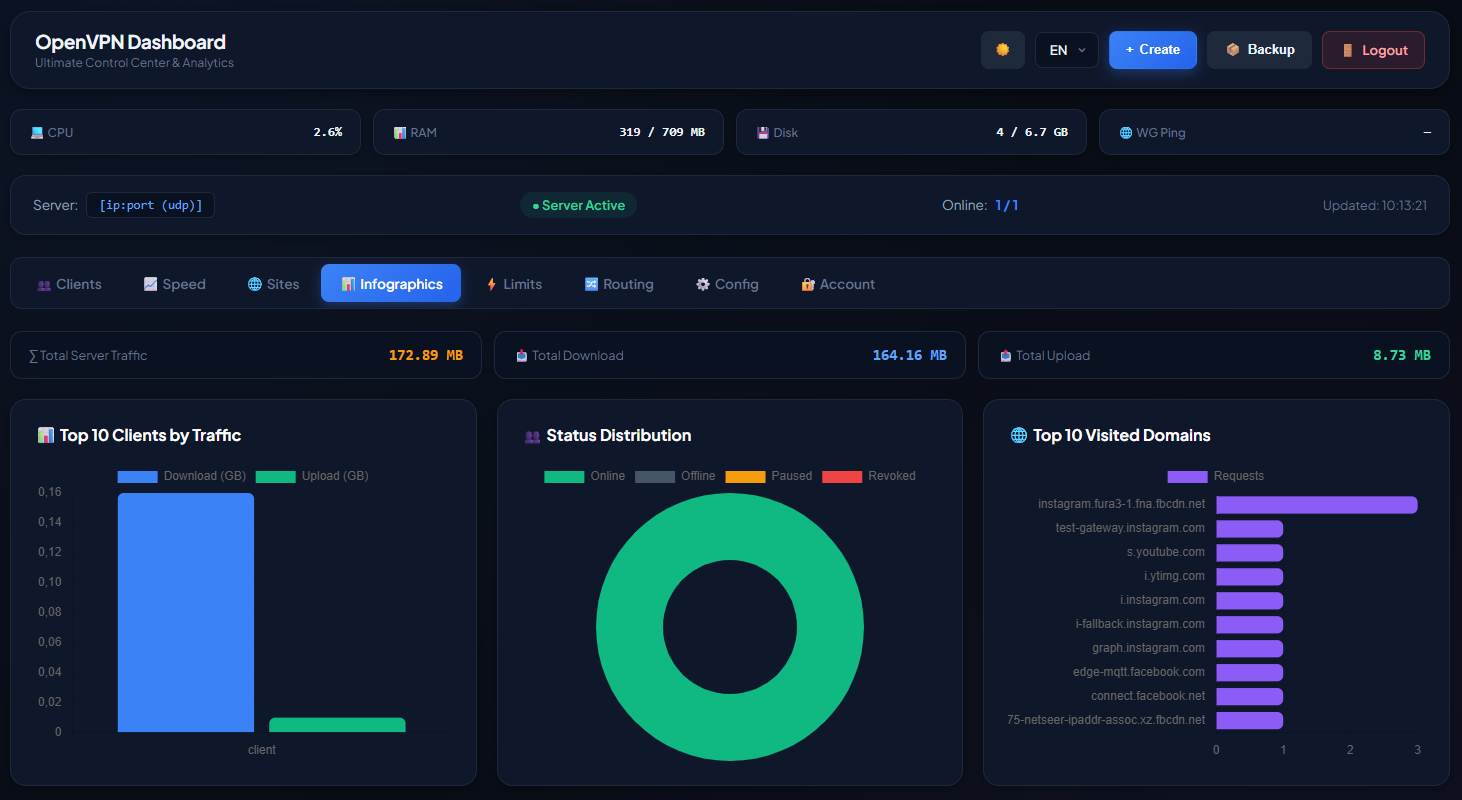 OpenVPN Dashboard
Ultimate Control Center & Analytics
EN
+ Create
Backup
Logout
CPU 2.6%
RAM 319 / 709 MB
Disk 4 / 6.7 GB
WG Ping —
Server: [ip:port (udp)]
Server Active
Online: 1/1
Updated: 10:13:21
Clients
Speed
Sites
Infographics
Limits
Routing
Config
Account
∑ Total Server Traffic 172.89 MB
Total Download 164.16 MB
Total Upload 8.73 MB
Top 10 Clients by Traffic
Download (GB) Upload (GB)
0,16
0,14
0,12
0,10
0,08
0,06
0,04
0,02
0
client
Status Distribution
Online Offline Paused Revoked
Top 10 Visited Domains
Requests
instagram.fura3-1.fna.fbcdn.net
test-gateway.instagram.com
s.youtube.com
i.ytimg.com
i.instagram.com
i-fallback.instagram.com
graph.instagram.com
edge-mqtt.facebook.com
connect.facebook.net
75-netseer-ipaddr-assoc.xz.fbcdn.net
0 1 2 3